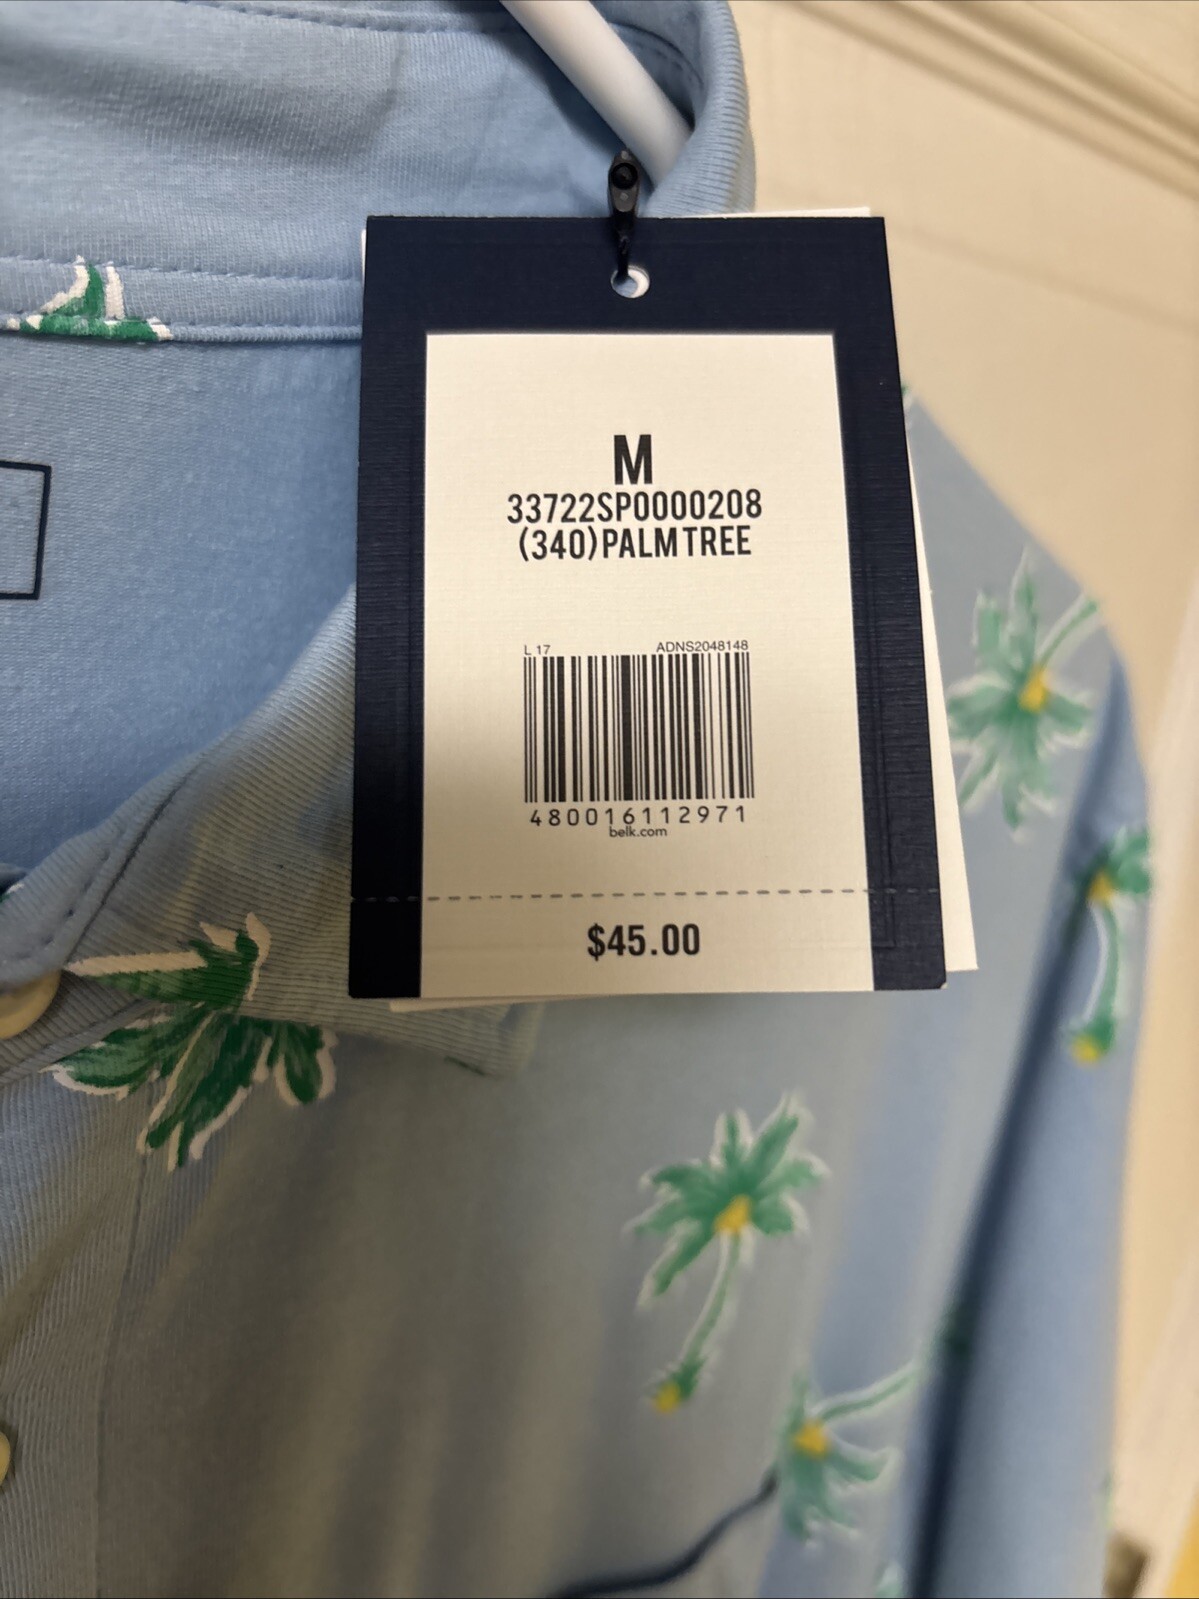 M
33722SP0000208
(340)PALM TREE
L 17 ADNS2048148
480016112971
belk.com
$45.00